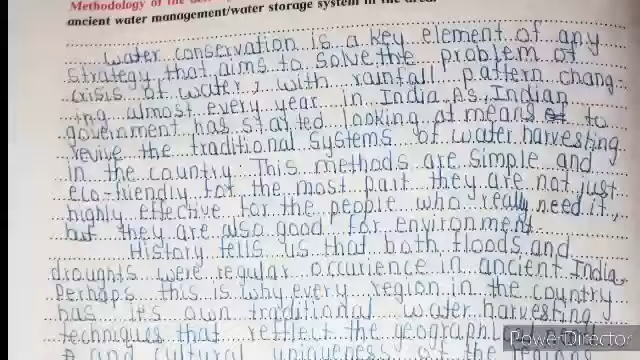 Methodology of the
ancient water management/water storage system in the area.
Water conservation is a key element of any
strategy that aims to solve the problem of
crisis of water, with rainfall pattern chang-
ing almost every year in India. As Indian
government has started looking at means to
revive the traditional systems of water harvesting
in the country. This methods are simple and
eco-friendly for the most part they are not just
highly effective for the people who really need it,
but they are also good for environment.
History tells us that both floods and
droughts were regular occurience in ancient India.
Perhaps this is why every region in the country
has its own traditional water harvesting
techniques that refflect the geographi
and cultural uniqueness of the
PowerDirector